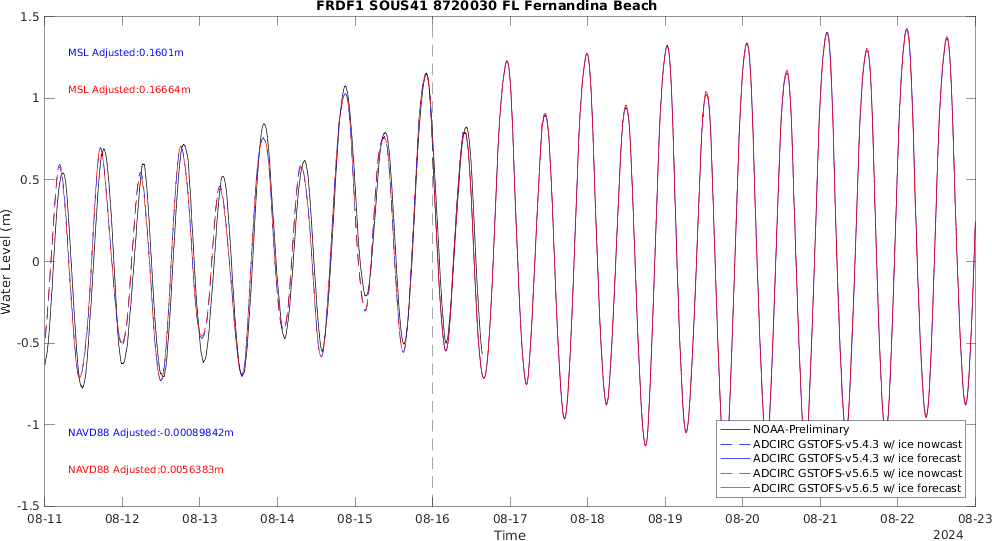 FRDF1 SOUS41 8720030 FL Fernandina Beach
1.5
MSL Adjusted:0.1601m
MSL Adjusted:0.16664m
1
0.5
0
-0.5
-1
-1.5
Water Level (m)
NAVD88 Adjusted:-0.00089842m
NAVD88 Adjusted:0.0056383m
NOAA-Preliminary
ADCIRC GSTOFS-v5.4.3 w/ ice nowcast
ADCIRC GSTOFS-v5.4.3 w/ ice forecast
ADCIRC GSTOFS-v5.6.5 w/ ice nowcast
ADCIRC GSTOFS-v5.6.5 w/ ice forecast
08-11 08-12 08-13 08-14 08-15 08-16 08-17 08-18 08-19 08-20 08-21 08-22 08-23
Time
2024